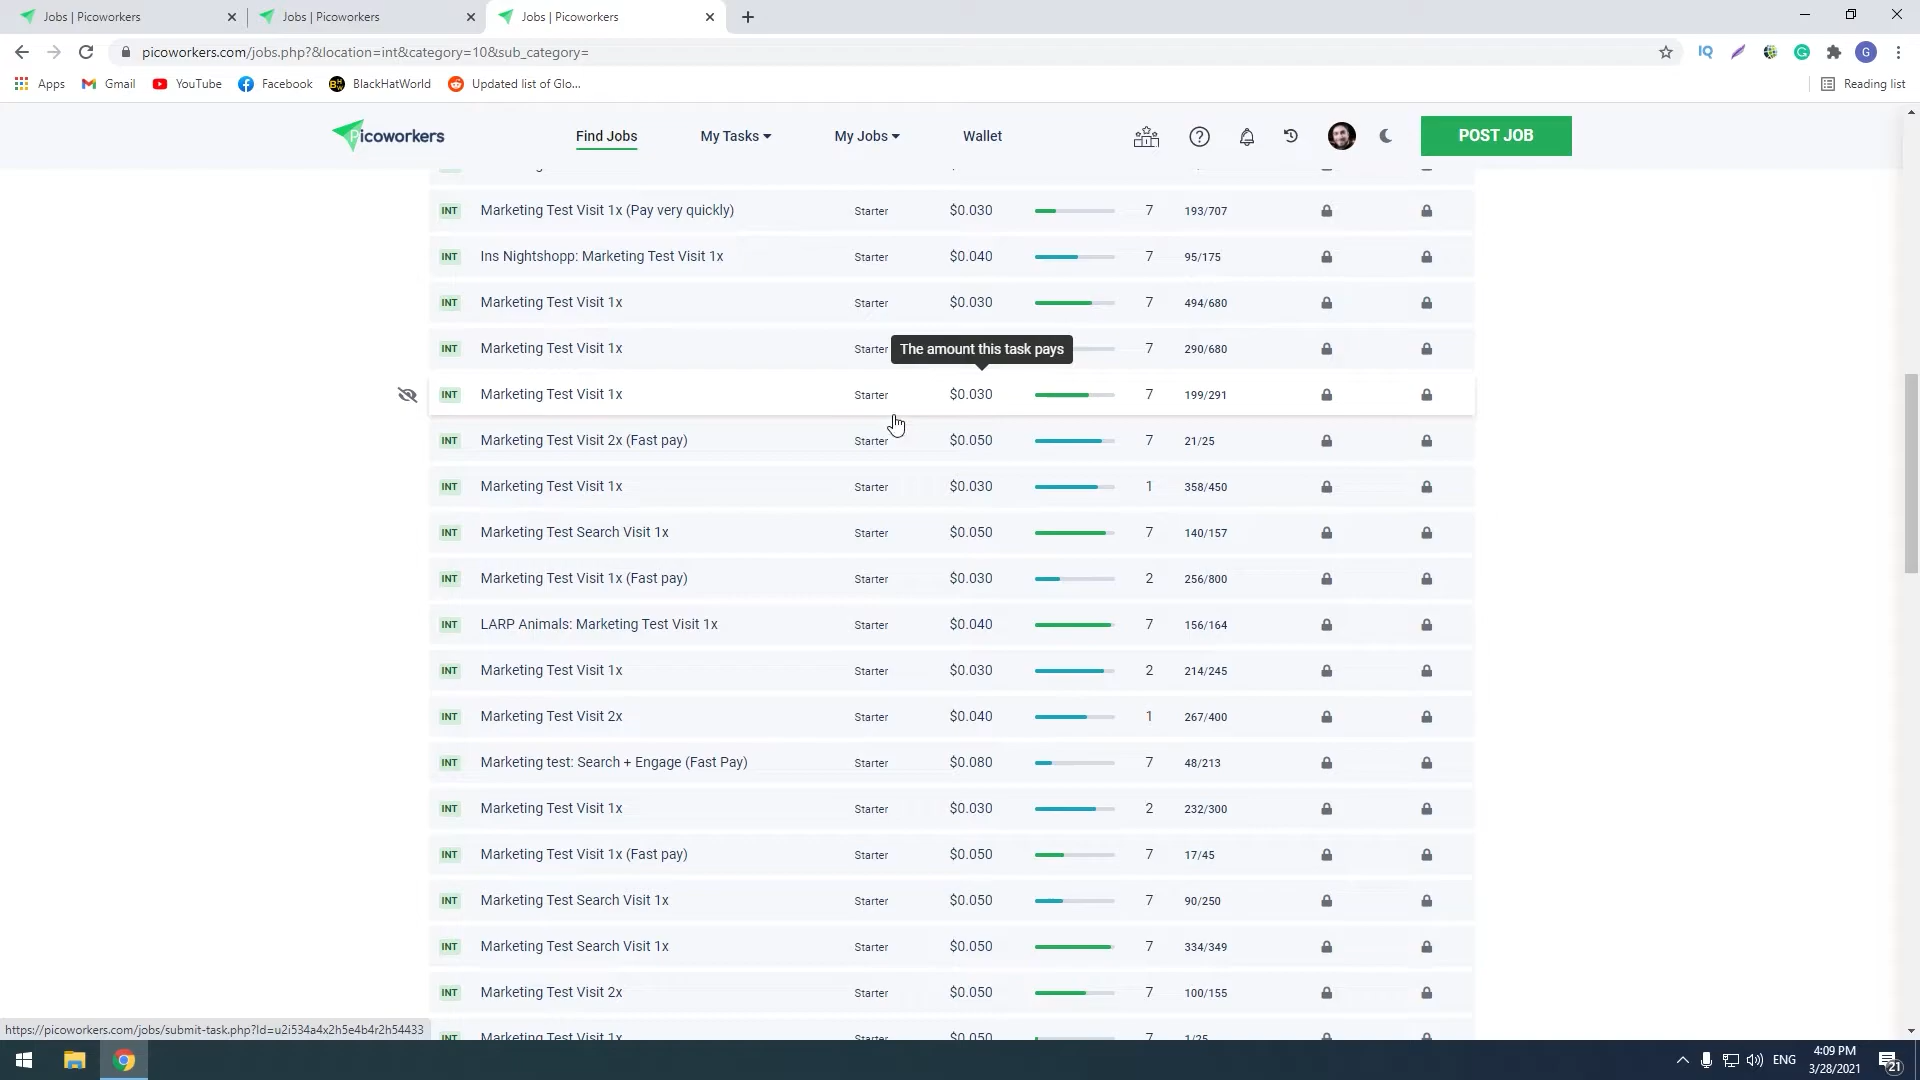 Jobs | Picoworkers
Jobs | Picoworkers
Jobs | Picoworkers
picoworkers.com/jobs.php?&location=int&category=10&sub_category=
IQ
G
Apps
Gmail
YouTube
Facebook
BlackHatWorld
Updated list of Glo...
Reading list
Picoworkers
Find Jobs
My Tasks
My Jobs
Wallet
POST JOB
INT Marketing Test Visit 1x (Pay very quickly) Starter $0.030 7 193/707
INT Ins Nightshopp: Marketing Test Visit 1x Starter $0.040 7 95/175
INT Marketing Test Visit 1x Starter $0.030 7 494/680
INT Marketing Test Visit 1x Starter 7 290/680
The amount this task pays
INT Marketing Test Visit 1x Starter $0.030 7 199/291
INT Marketing Test Visit 2x (Fast pay) Starter $0.050 7 21/25
INT Marketing Test Visit 1x Starter $0.030 1 358/450
INT Marketing Test Search Visit 1x Starter $0.050 7 140/157
INT Marketing Test Visit 1x (Fast pay) Starter $0.030 2 256/800
INT LARP Animals: Marketing Test Visit 1x Starter $0.040 7 156/164
INT Marketing Test Visit 1x Starter $0.030 2 214/245
INT Marketing Test Visit 2x Starter $0.040 1 267/400
INT Marketing test: Search + Engage (Fast Pay) Starter $0.080 7 48/213
INT Marketing Test Visit 1x Starter $0.030 2 232/300
INT Marketing Test Visit 1x (Fast pay) Starter $0.050 7 17/45
INT Marketing Test Search Visit 1x Starter $0.050 7 90/250
INT Marketing Test Search Visit 1x Starter $0.050 7 334/349
INT Marketing Test Visit 2x Starter $0.050 7 100/155
INT Marketing Test Visit 1x Starter $0.050 7 1/25
https://picoworkers.com/jobs/submit-task.php?Id=u2i534a4x2h5e4b4r2h54433
ENG
4:09 PM
3/28/2021
21